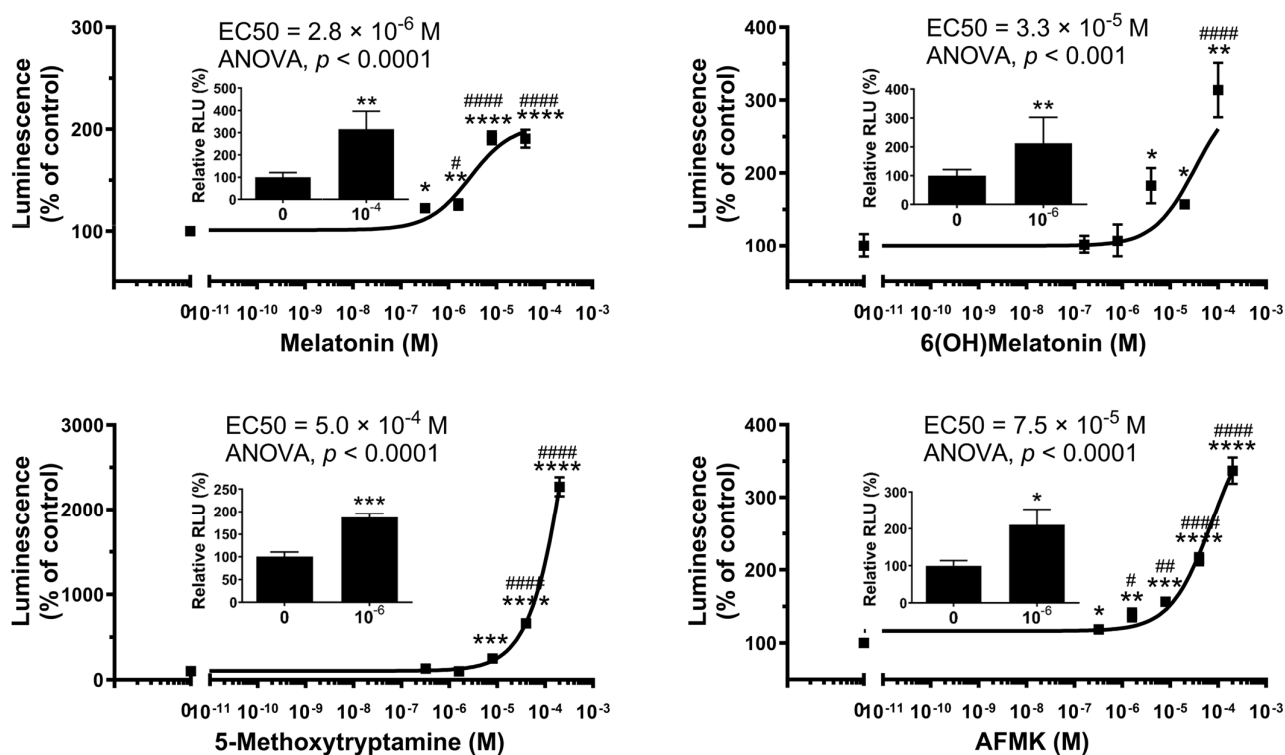 EC50 = 2.8 × 10⁻⁶ M
ANOVA, p < 0.0001
Luminescence
(% of control)
300
200
100
Relative RLU (%)
500
400
300
200
100
0
**
0
10⁻⁴
*
#
**
####
****
####
****
0
10⁻¹¹ 10⁻¹⁰ 10⁻⁹ 10⁻⁸ 10⁻⁷ 10⁻⁶ 10⁻⁵ 10⁻⁴ 10⁻³
Melatonin (M)
EC50 = 3.3 × 10⁻⁵ M
ANOVA, p < 0.001
Luminescence
(% of control)
400
300
200
100
Relative RLU (%)
400
300
200
100
0
**
0
10⁻⁶
*
*
####
**
0
10⁻¹¹ 10⁻¹⁰ 10⁻⁹ 10⁻⁸ 10⁻⁷ 10⁻⁶ 10⁻⁵ 10⁻⁴ 10⁻³
6(OH)Melatonin (M)
EC50 = 5.0 × 10⁻⁴ M
ANOVA, p < 0.0001
Luminescence
(% of control)
3000
2000
1000
0
Relative RLU (%)
250
200
150
100
50
0
***
0
10⁻⁶
***
####
****
####
****
0
10⁻¹¹ 10⁻¹⁰ 10⁻⁹ 10⁻⁸ 10⁻⁷ 10⁻⁶ 10⁻⁵ 10⁻⁴ 10⁻³
5-Methoxytryptamine (M)
EC50 = 7.5 × 10⁻⁵ M
ANOVA, p < 0.0001
Luminescence
(% of control)
400
300
200
100
Relative RLU (%)
300
200
100
0
*
0
10⁻⁶
*
#
**
##
***
####
****
####
****
0
10⁻¹¹ 10⁻¹⁰ 10⁻⁹ 10⁻⁸ 10⁻⁷ 10⁻⁶ 10⁻⁵ 10⁻⁴ 10⁻³
AFMK (M)